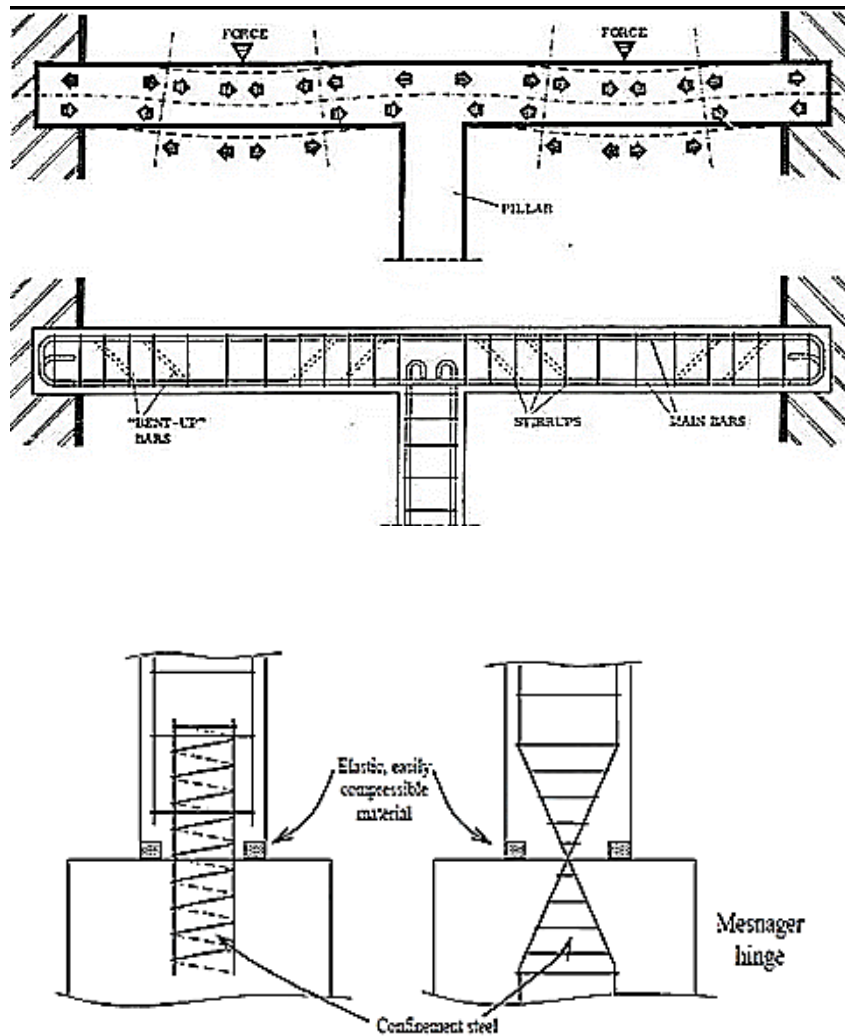 FORCE
FORCE
PILLAR
"BENT-UP"
BARS
STIRRUPS
MAIN BARS
Elastic, easily
compressible
material
Mesnager
hinge
Confinement steel